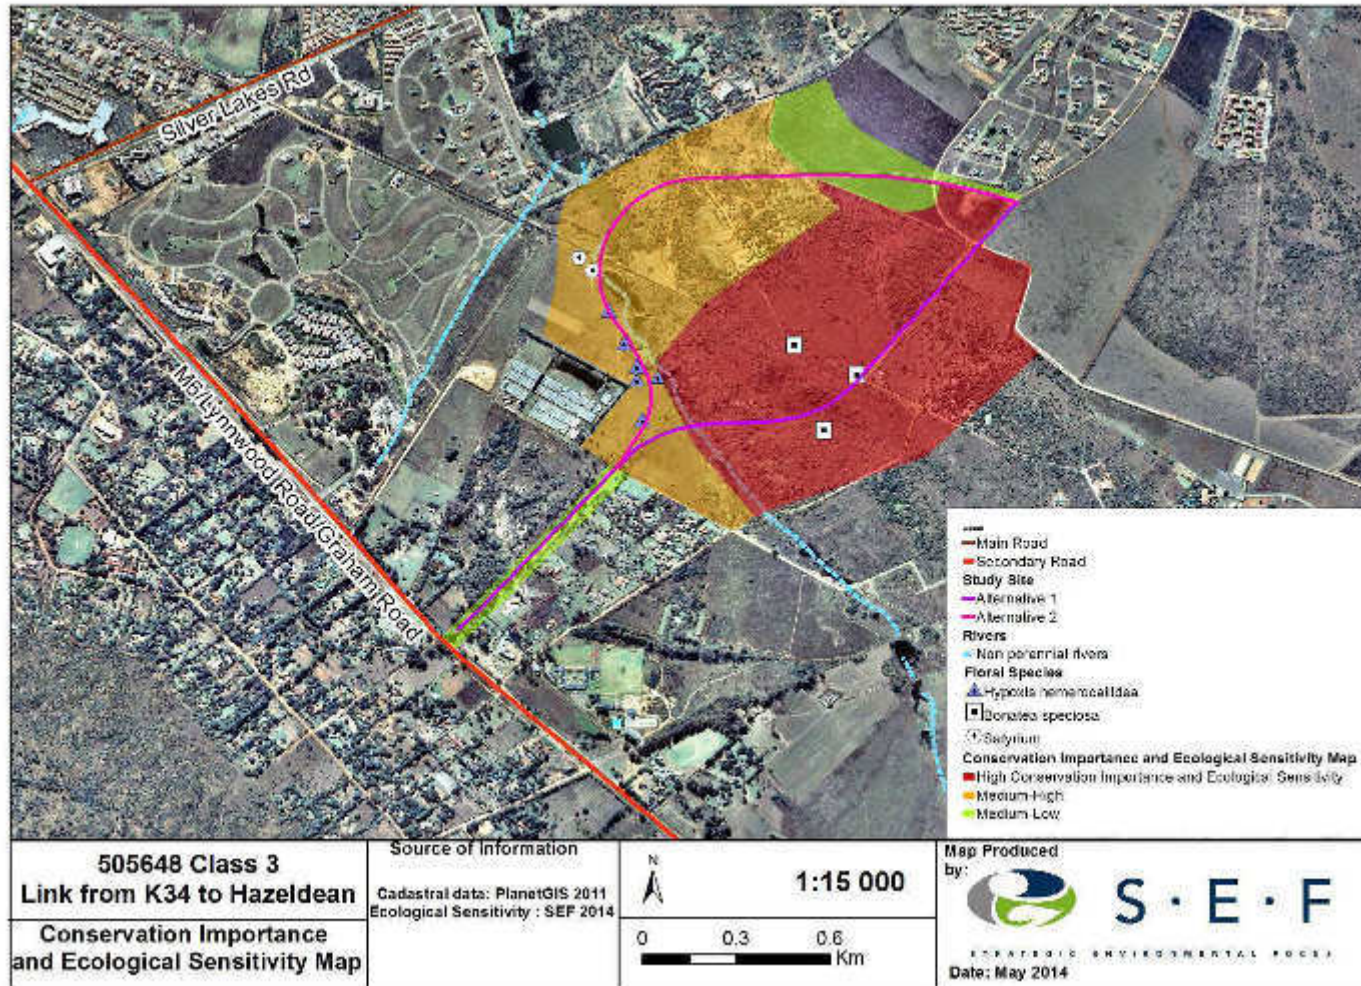 Silver Lakes Rd
M6/Lynnwood Road/Graham Road
Main Road
Secondary Road
Study Site
Alternative 1
Alternative 2
Rivers
Non perennial rivers
Floral Species
Hypoxis hemerocallidea
Bonatea speciosa
Satyrium
Conservation Importance and Ecological Sensitivity Map
High Conservation Importance and Ecological Sensitivity
Medium-High
Medium-Low
505648 Class 3
Link from K34 to Hazeldean
Conservation Importance
and Ecological Sensitivity Map
Source of Information
Cadastral data: PlanetGIS 2011
Ecological Sensitivity : SEF 2014
N
1:15 000
0 0.3 0.6
Km
Map Produced
by:
S·E·F
STRATEGIC ENVIRONMENTAL FOCUS
Date: May 2014